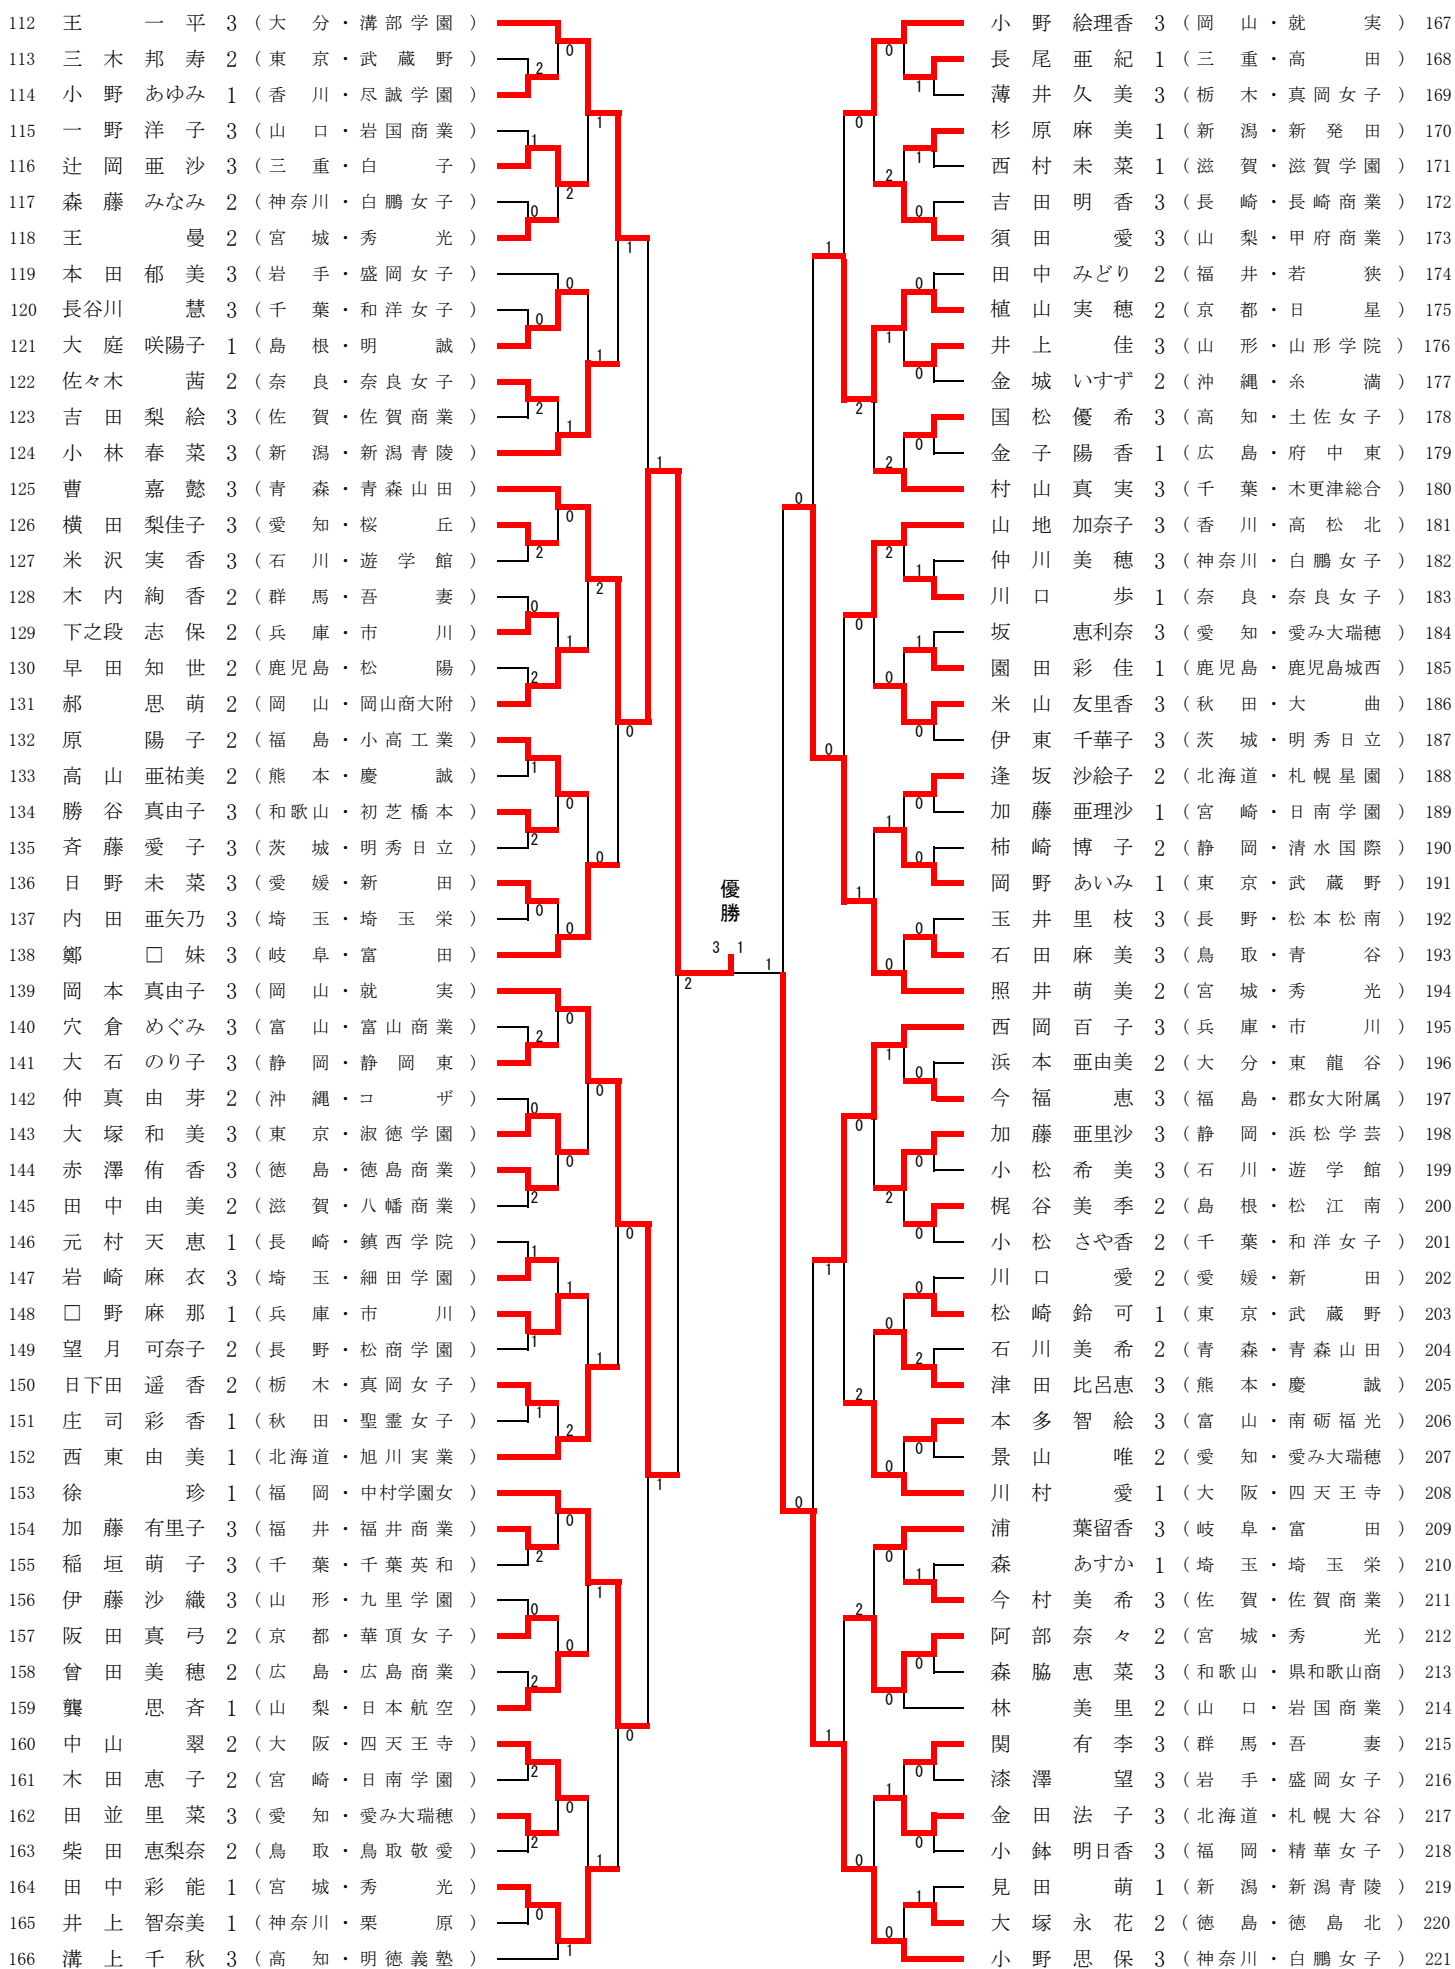 112 王 一 平 3 ( 大 分 ・ 溝 部 学 園 )
113 三 木 邦 寿 2 ( 東 京 ・ 武 蔵 野 )
114 小 野 あゆみ 1 ( 香 川 ・ 尽 誠 学 園 )
115 一 野 洋 子 3 ( 山 口 ・ 岩 国 商 業 )
116 辻 岡 亜 沙 3 ( 三 重 ・ 白 子 )
117 森 藤 みなみ 2 ( 神奈川 ・ 白 鵬 女 子 )
118 王 曼 2 ( 宮 城 ・ 秀 光 )
119 本 田 郁 美 3 ( 岩 手 ・ 盛 岡 女 子 )
120 長谷川 慧 3 ( 千 葉 ・ 和 洋 女 子 )
121 大 庭 咲陽子 1 ( 島 根 ・ 明 誠 )
122 佐々木 茜 2 ( 奈 良 ・ 奈 良 女 子 )
123 吉 田 梨 絵 3 ( 佐 賀 ・ 佐 賀 商 業 )
124 小 林 春 菜 3 ( 新 潟 ・ 新 潟 青 陵 )
125 曹 嘉 懿 3 ( 青 森 ・ 青 森 山 田 )
126 横 田 梨佳子 3 ( 愛 知 ・ 桜 丘 )
127 米 沢 実 香 3 ( 石 川 ・ 遊 学 館 )
128 木 内 絢 香 2 ( 群 馬 ・ 吾 妻 )
129 下之段 志 保 2 ( 兵 庫 ・ 市 川 )
130 早 田 知 世 2 ( 鹿児島 ・ 松 陽 )
131 郝 思 萌 2 ( 岡 山 ・ 岡山商大附 )
132 原 陽 子 2 ( 福 島 ・ 小 高 工 業 )
133 高 山 亜祐美 2 ( 熊 本 ・ 慶 誠 )
134 勝 谷 真由子 3 ( 和歌山 ・ 初 芝 橋 本 )
135 斉 藤 愛 子 3 ( 茨 城 ・ 明 秀 日 立 )
136 日 野 未 菜 3 ( 愛 媛 ・ 新 田 )
137 内 田 亜矢乃 3 ( 埼 玉 ・ 埼 玉 栄 )
138 鄭 □ 妹 3 ( 岐 阜 ・ 富 田 )
139 岡 本 真由子 3 ( 岡 山 ・ 就 実 )
140 穴 倉 めぐみ 3 ( 富 山 ・ 富 山 商 業 )
141 大 石 のり子 3 ( 静 岡 ・ 静 岡 東 )
142 仲 真 由 芽 2 ( 沖 縄 ・ コ ザ )
143 大 塚 和 美 3 ( 東 京 ・ 淑 徳 学 園 )
144 赤 澤 侑 香 3 ( 徳 島 ・ 徳 島 商 業 )
145 田 中 由 美 2 ( 滋 賀 ・ 八 幡 商 業 )
146 元 村 天 恵 1 ( 長 崎 ・ 鎮 西 学 院 )
147 岩 崎 麻 衣 3 ( 埼 玉 ・ 細 田 学 園 )
148 □ 野 麻 那 1 ( 兵 庫 ・ 市 川 )
149 望 月 可奈子 2 ( 長 野 ・ 松 商 学 園 )
150 日下田 遥 香 2 ( 栃 木 ・ 真 岡 女 子 )
151 庄 司 彩 香 1 ( 秋 田 ・ 聖 霊 女 子 )
152 西 東 由 美 1 ( 北海道 ・ 旭 川 実 業 )
153 徐 珍 1 ( 福 岡 ・ 中村学園女 )
154 加 藤 有里子 3 ( 福 井 ・ 福 井 商 業 )
155 稲 垣 萌 子 3 ( 千 葉 ・ 千 葉 英 和 )
156 伊 藤 沙 織 3 ( 山 形 ・ 九 里 学 園 )
157 阪 田 真 弓 2 ( 京 都 ・ 華 頂 女 子 )
158 曾 田 美 穂 2 ( 広 島 ・ 広 島 商 業 )
159 龔 思 斉 1 ( 山 梨 ・ 日 本 航 空 )
160 中 山 翠 2 ( 大 阪 ・ 四 天 王 寺 )
161 木 田 恵 子 2 ( 宮 崎 ・ 日 南 学 園 )
162 田 並 里 菜 3 ( 愛 知 ・ 愛み大瑞穂 )
163 柴 田 恵梨奈 2 ( 鳥 取 ・ 鳥 取 敬 愛 )
164 田 中 彩 能 1 ( 宮 城 ・ 秀 光 )
165 井 上 智奈美 1 ( 神奈川 ・ 栗 原 )
166 溝 上 千 秋 3 ( 高 知 ・ 明 徳 義 塾 )
優
勝
3 1
小 野 絵理香 3 ( 岡 山 ・ 就 実 ) 167
長 尾 亜 紀 1 ( 三 重 ・ 高 田 ) 168
薄 井 久 美 3 ( 栃 木 ・ 真岡女子 ) 169
杉 原 麻 美 1 ( 新 潟 ・ 新 発 田 ) 170
西 村 未 菜 1 ( 滋 賀 ・ 滋 賀 学 園 ) 171
吉 田 明 香 3 ( 長 崎 ・ 長 崎 商 業 ) 172
須 田 愛 3 ( 山 梨 ・ 甲 府 商 業 ) 173
田 中 みどり 2 ( 福 井 ・ 若 狭 ) 174
植 山 実 穂 2 ( 京 都 ・ 日 星 ) 175
井 上 佳 3 ( 山 形 ・ 山 形 学 院 ) 176
金 城 いすず 2 ( 沖 縄 ・ 糸 満 ) 177
国 松 優 希 3 ( 高 知 ・ 土 佐 女 子 ) 178
金 子 陽 香 1 ( 広 島 ・ 府 中 東 ) 179
村 山 真 実 3 ( 千 葉 ・ 木更津総合 ) 180
山 地 加奈子 3 ( 香 川 ・ 高 松 北 ) 181
仲 川 美 穂 3 ( 神奈川 ・ 白 鵬 女 子 ) 182
川 口 歩 1 ( 奈 良 ・ 奈 良 女 子 ) 183
坂 恵利奈 3 ( 愛 知 ・ 愛み大瑞穂 ) 184
園 田 彩 佳 1 ( 鹿児島 ・ 鹿児島城西 ) 185
米 山 友里香 3 ( 秋 田 ・ 大 曲 ) 186
伊 東 千華子 3 ( 茨 城 ・ 明 秀 日 立 ) 187
逢 坂 沙絵子 2 ( 北海道 ・ 札 幌 星 園 ) 188
加 藤 亜理沙 1 ( 宮 崎 ・ 日 南 学 園 ) 189
柿 崎 博 子 2 ( 静 岡 ・ 清 水 国 際 ) 190
岡 野 あいみ 1 ( 東 京 ・ 武 蔵 野 ) 191
玉 井 里 枝 3 ( 長 野 ・ 松 本 松 南 ) 192
石 田 麻 美 3 ( 鳥 取 ・ 青 谷 ) 193
照 井 萌 美 2 ( 宮 城 ・ 秀 光 ) 194
西 岡 百 子 3 ( 兵 庫 ・ 市 川 ) 195
浜 本 亜由美 2 ( 大 分 ・ 東 龍 谷 ) 196
今 福 恵 3 ( 福 島 ・ 郡女大附属 ) 197
加 藤 亜里沙 3 ( 静 岡 ・ 浜 松 学 芸 ) 198
小 松 希 美 3 ( 石 川 ・ 遊 学 館 ) 199
梶 谷 美 季 2 ( 島 根 ・ 松 江 南 ) 200
小 松 さや香 2 ( 千 葉 ・ 和 洋 女 子 ) 201
川 口 愛 2 ( 愛 媛 ・ 新 田 ) 202
松 崎 鈴 可 1 ( 東 京 ・ 武 蔵 野 ) 203
石 川 美 希 2 ( 青 森 ・ 青 森 山 田 ) 204
津 田 比呂恵 3 ( 熊 本 ・ 慶 誠 ) 205
本 多 智 絵 3 ( 富 山 ・ 南 砺 福 光 ) 206
景 山 唯 2 ( 愛 知 ・ 愛み大瑞穂 ) 207
川 村 愛 1 ( 大 阪 ・ 四 天 王 寺 ) 208
浦 葉留香 3 ( 岐 阜 ・ 富 田 ) 209
森 あすか 1 ( 埼 玉 ・ 埼 玉 栄 ) 210
今 村 美 希 3 ( 佐 賀 ・ 佐 賀 商 業 ) 211
阿 部 奈 々 2 ( 宮 城 ・ 秀 光 ) 212
森 脇 恵 菜 3 ( 和歌山 ・ 県和歌山商 ) 213
林 美 里 2 ( 山 口 ・ 岩 国 商 業 ) 214
関 有 李 3 ( 群 馬 ・ 吾 妻 ) 215
漆 澤 望 3 ( 岩 手 ・ 盛 岡 女 子 ) 216
金 田 法 子 3 ( 北海道 ・ 札 幌 大 谷 ) 217
小 鉢 明日香 3 ( 福 岡 ・ 精 華 女 子 ) 218
見 田 萌 1 ( 新 潟 ・ 新 潟 青 陵 ) 219
大 塚 永 花 2 ( 徳 島 ・ 徳 島 北 ) 220
小 野 思 保 3 ( 神奈川 ・ 白 鵬 女 子 ) 221